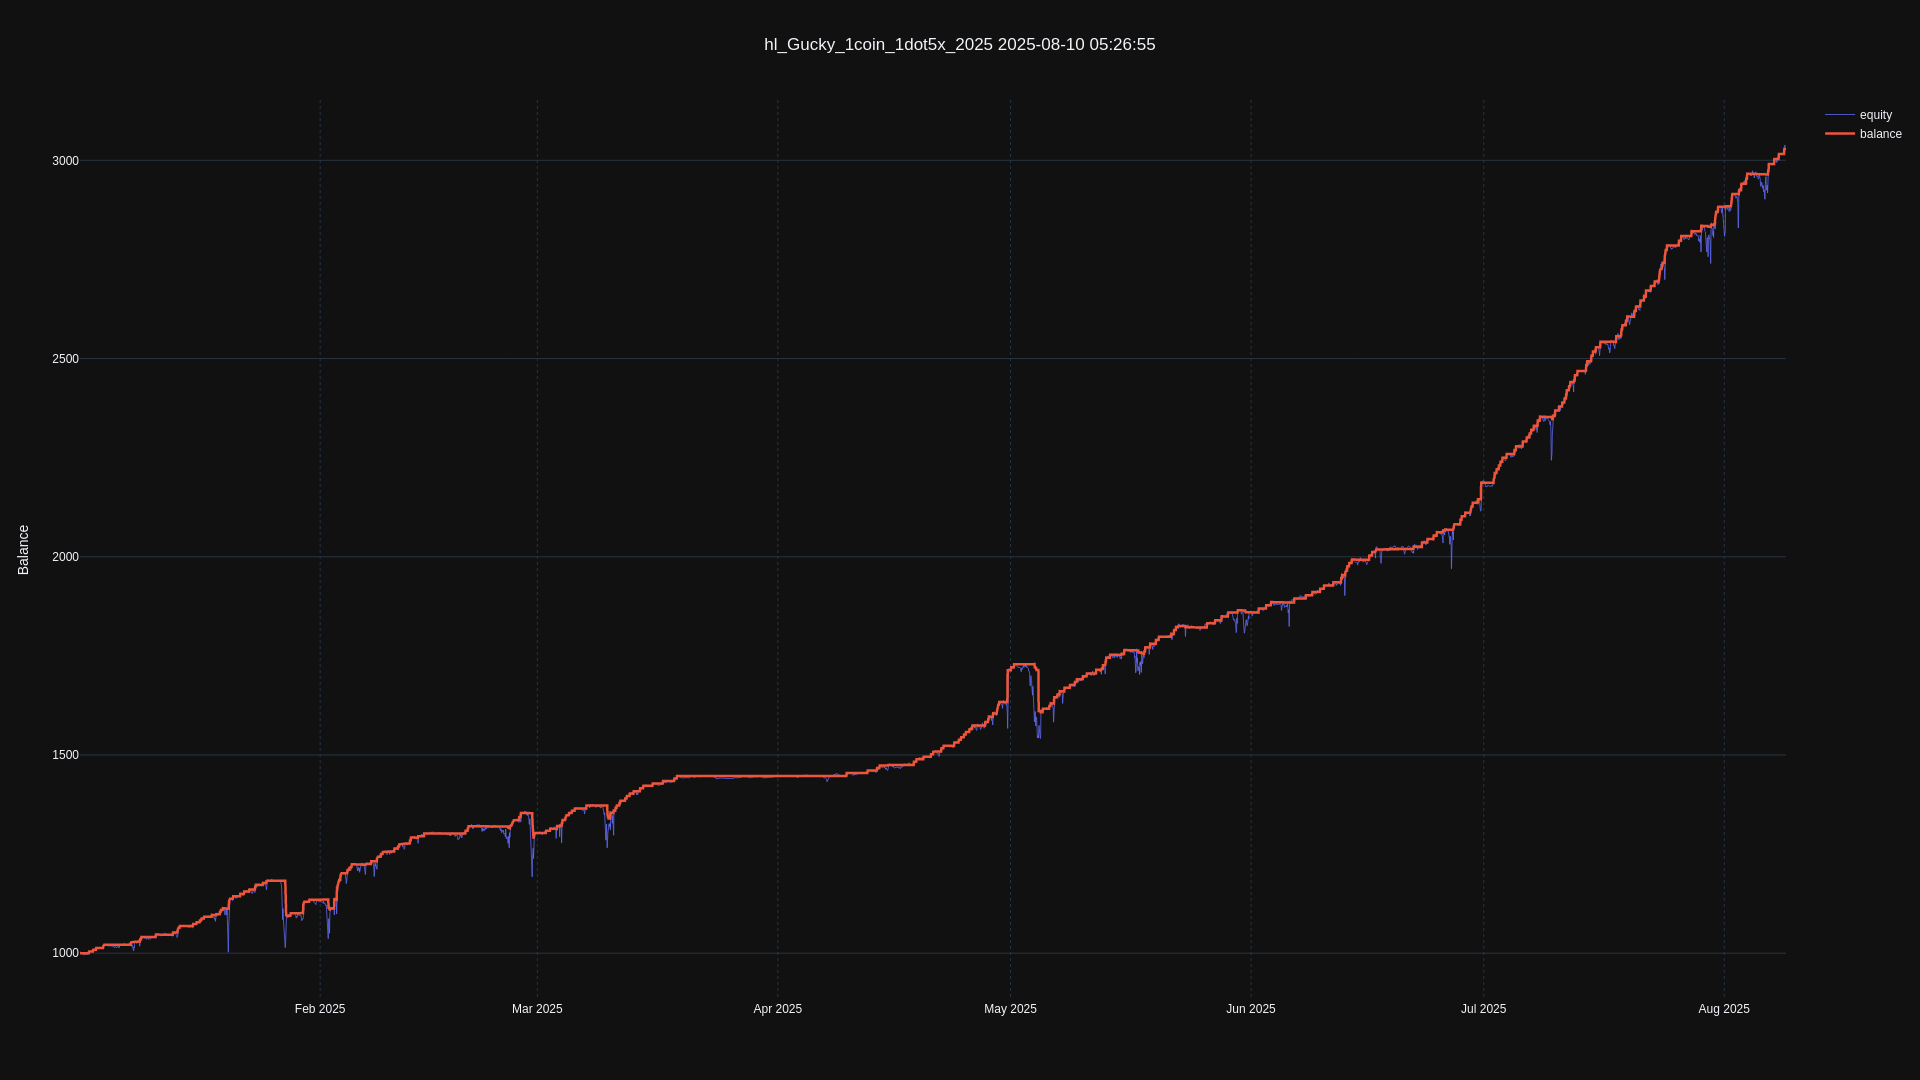 hl_Gucky_1coin_1dot5x_2025 2025-08-10 05:26:55
equity
balance
3000
2500
2000
1500
1000
Balance
Feb 2025
Mar 2025
Apr 2025
May 2025
Jun 2025
Jul 2025
Aug 2025